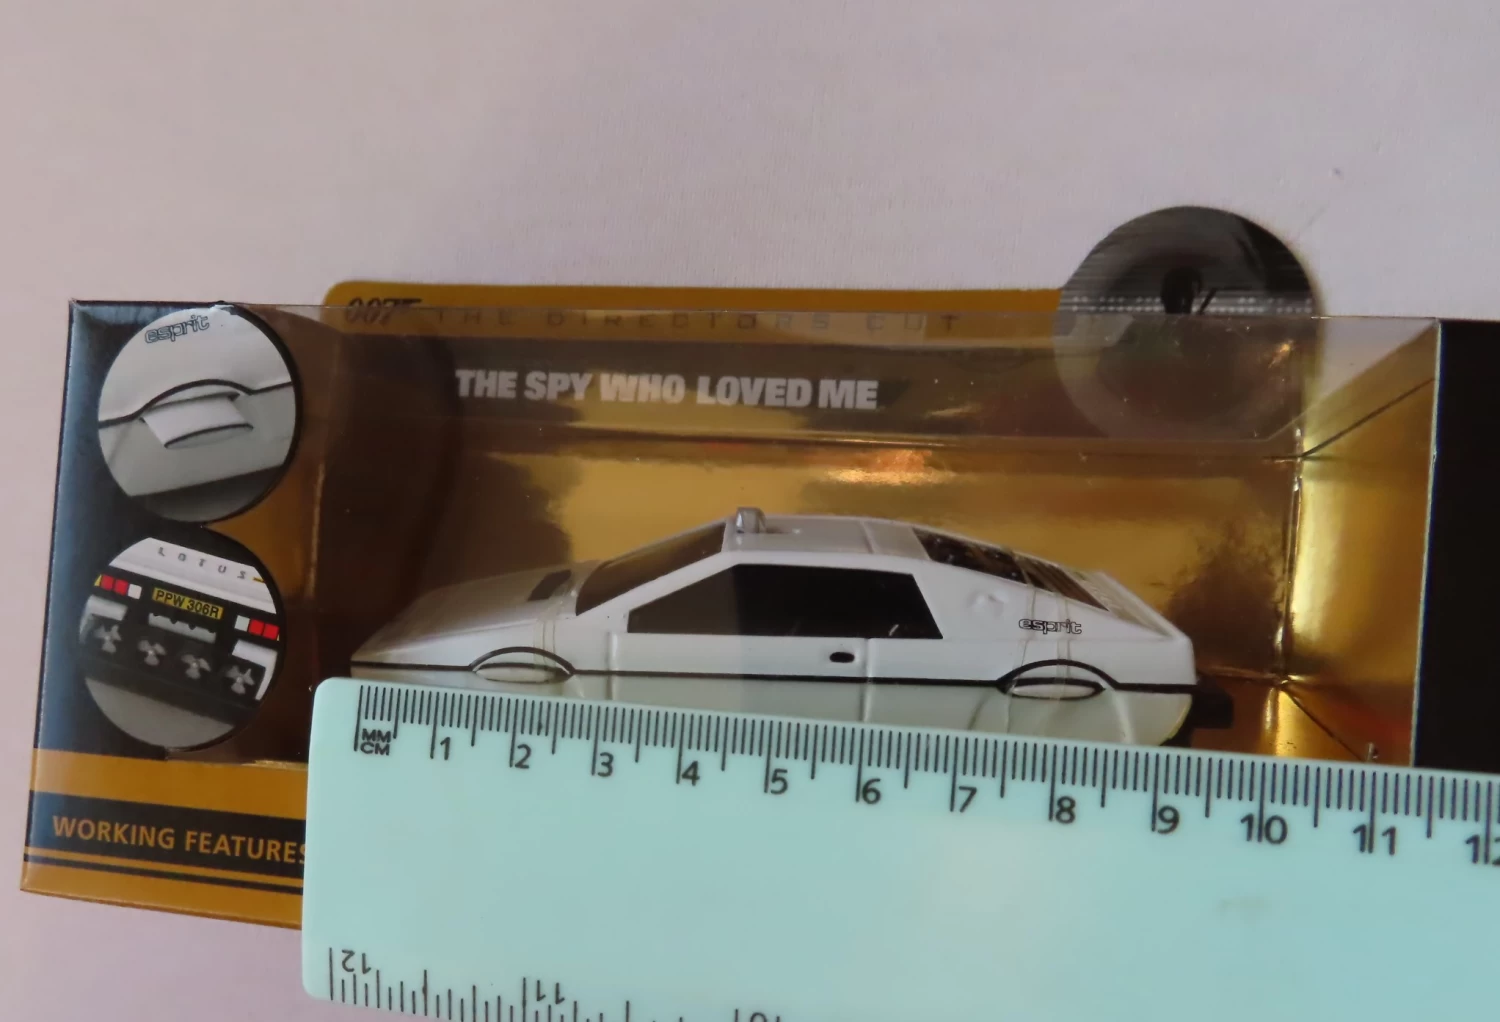 007 THE DIRECTORS CUT
THE SPY WHO LOVED ME
esprit
LOTUS
PPW 306R
esprit
WORKING FEATURES
MM
CM
1 2 3 4 5 6 7 8 9 10 11 12
12 11 10